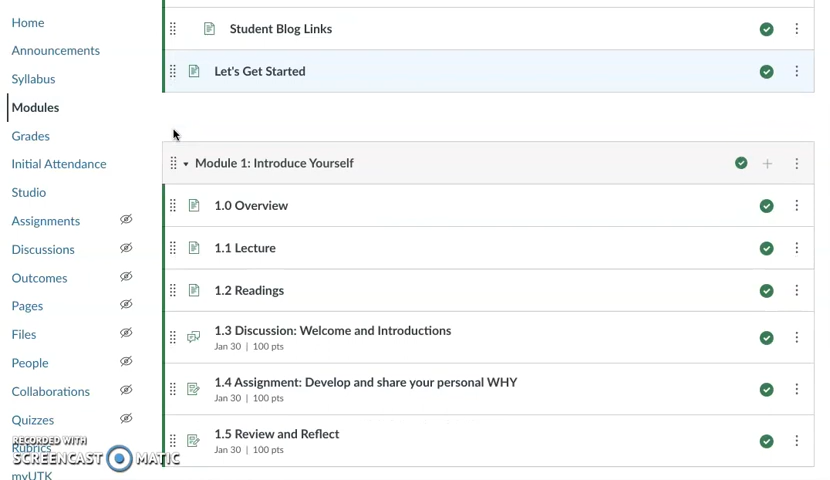 Home
Announcements
Syllabus
Modules
Grades
Initial Attendance
Studio
Assignments
Discussions
Outcomes
Pages
Files
People
Collaborations
Quizzes
Rubrics
myUTK
RECORDED WITH
SCREENCAST MATIC
Student Blog Links
Let's Get Started
Module 1: Introduce Yourself
1.0 Overview
1.1 Lecture
1.2 Readings
1.3 Discussion: Welcome and Introductions
Jan 30 | 100 pts
1.4 Assignment: Develop and share your personal WHY
Jan 30 | 100 pts
1.5 Review and Reflect
Jan 30 | 100 pts